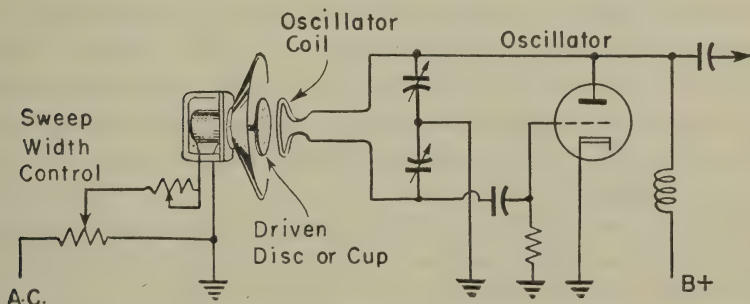 Oscillator
Coil
Oscillator
Sweep
Width
Control
Driven
Disc or Cup
A.C.
B+